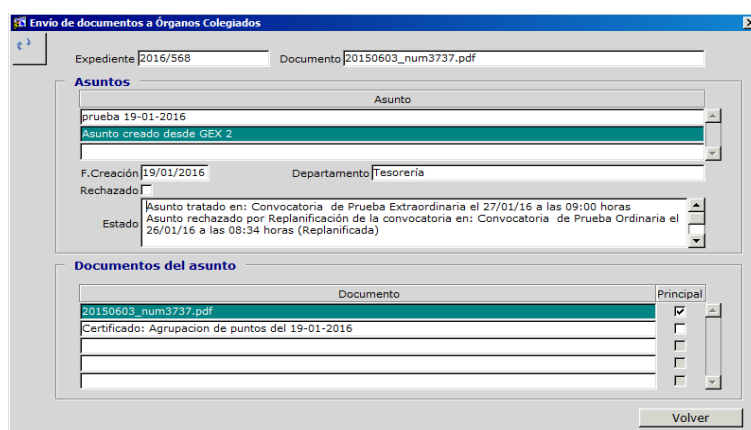 Envío de documentos a Órganos Colegiados
Expediente 2016/568 Documento 20150603_num3737.pdf
Asuntos
Asunto
prueba 19-01-2016
Asunto creado desde GEX 2
F.Creación 19/01/2016 Departamento Tesorería
Rechazado
Estado
Asunto tratado en: Convocatoria de Prueba Extraordinaria el 27/01/16 a las 09:00 horas
Asunto rechazado por Replanificación de la convocatoria en: Convocatoria de Prueba Ordinaria el
26/01/16 a las 08:34 horas (Replanificada)
Documentos del asunto
Documento Principal
20150603_num3737.pdf
Certificado: Agrupacion de puntos del 19-01-2016
Volver